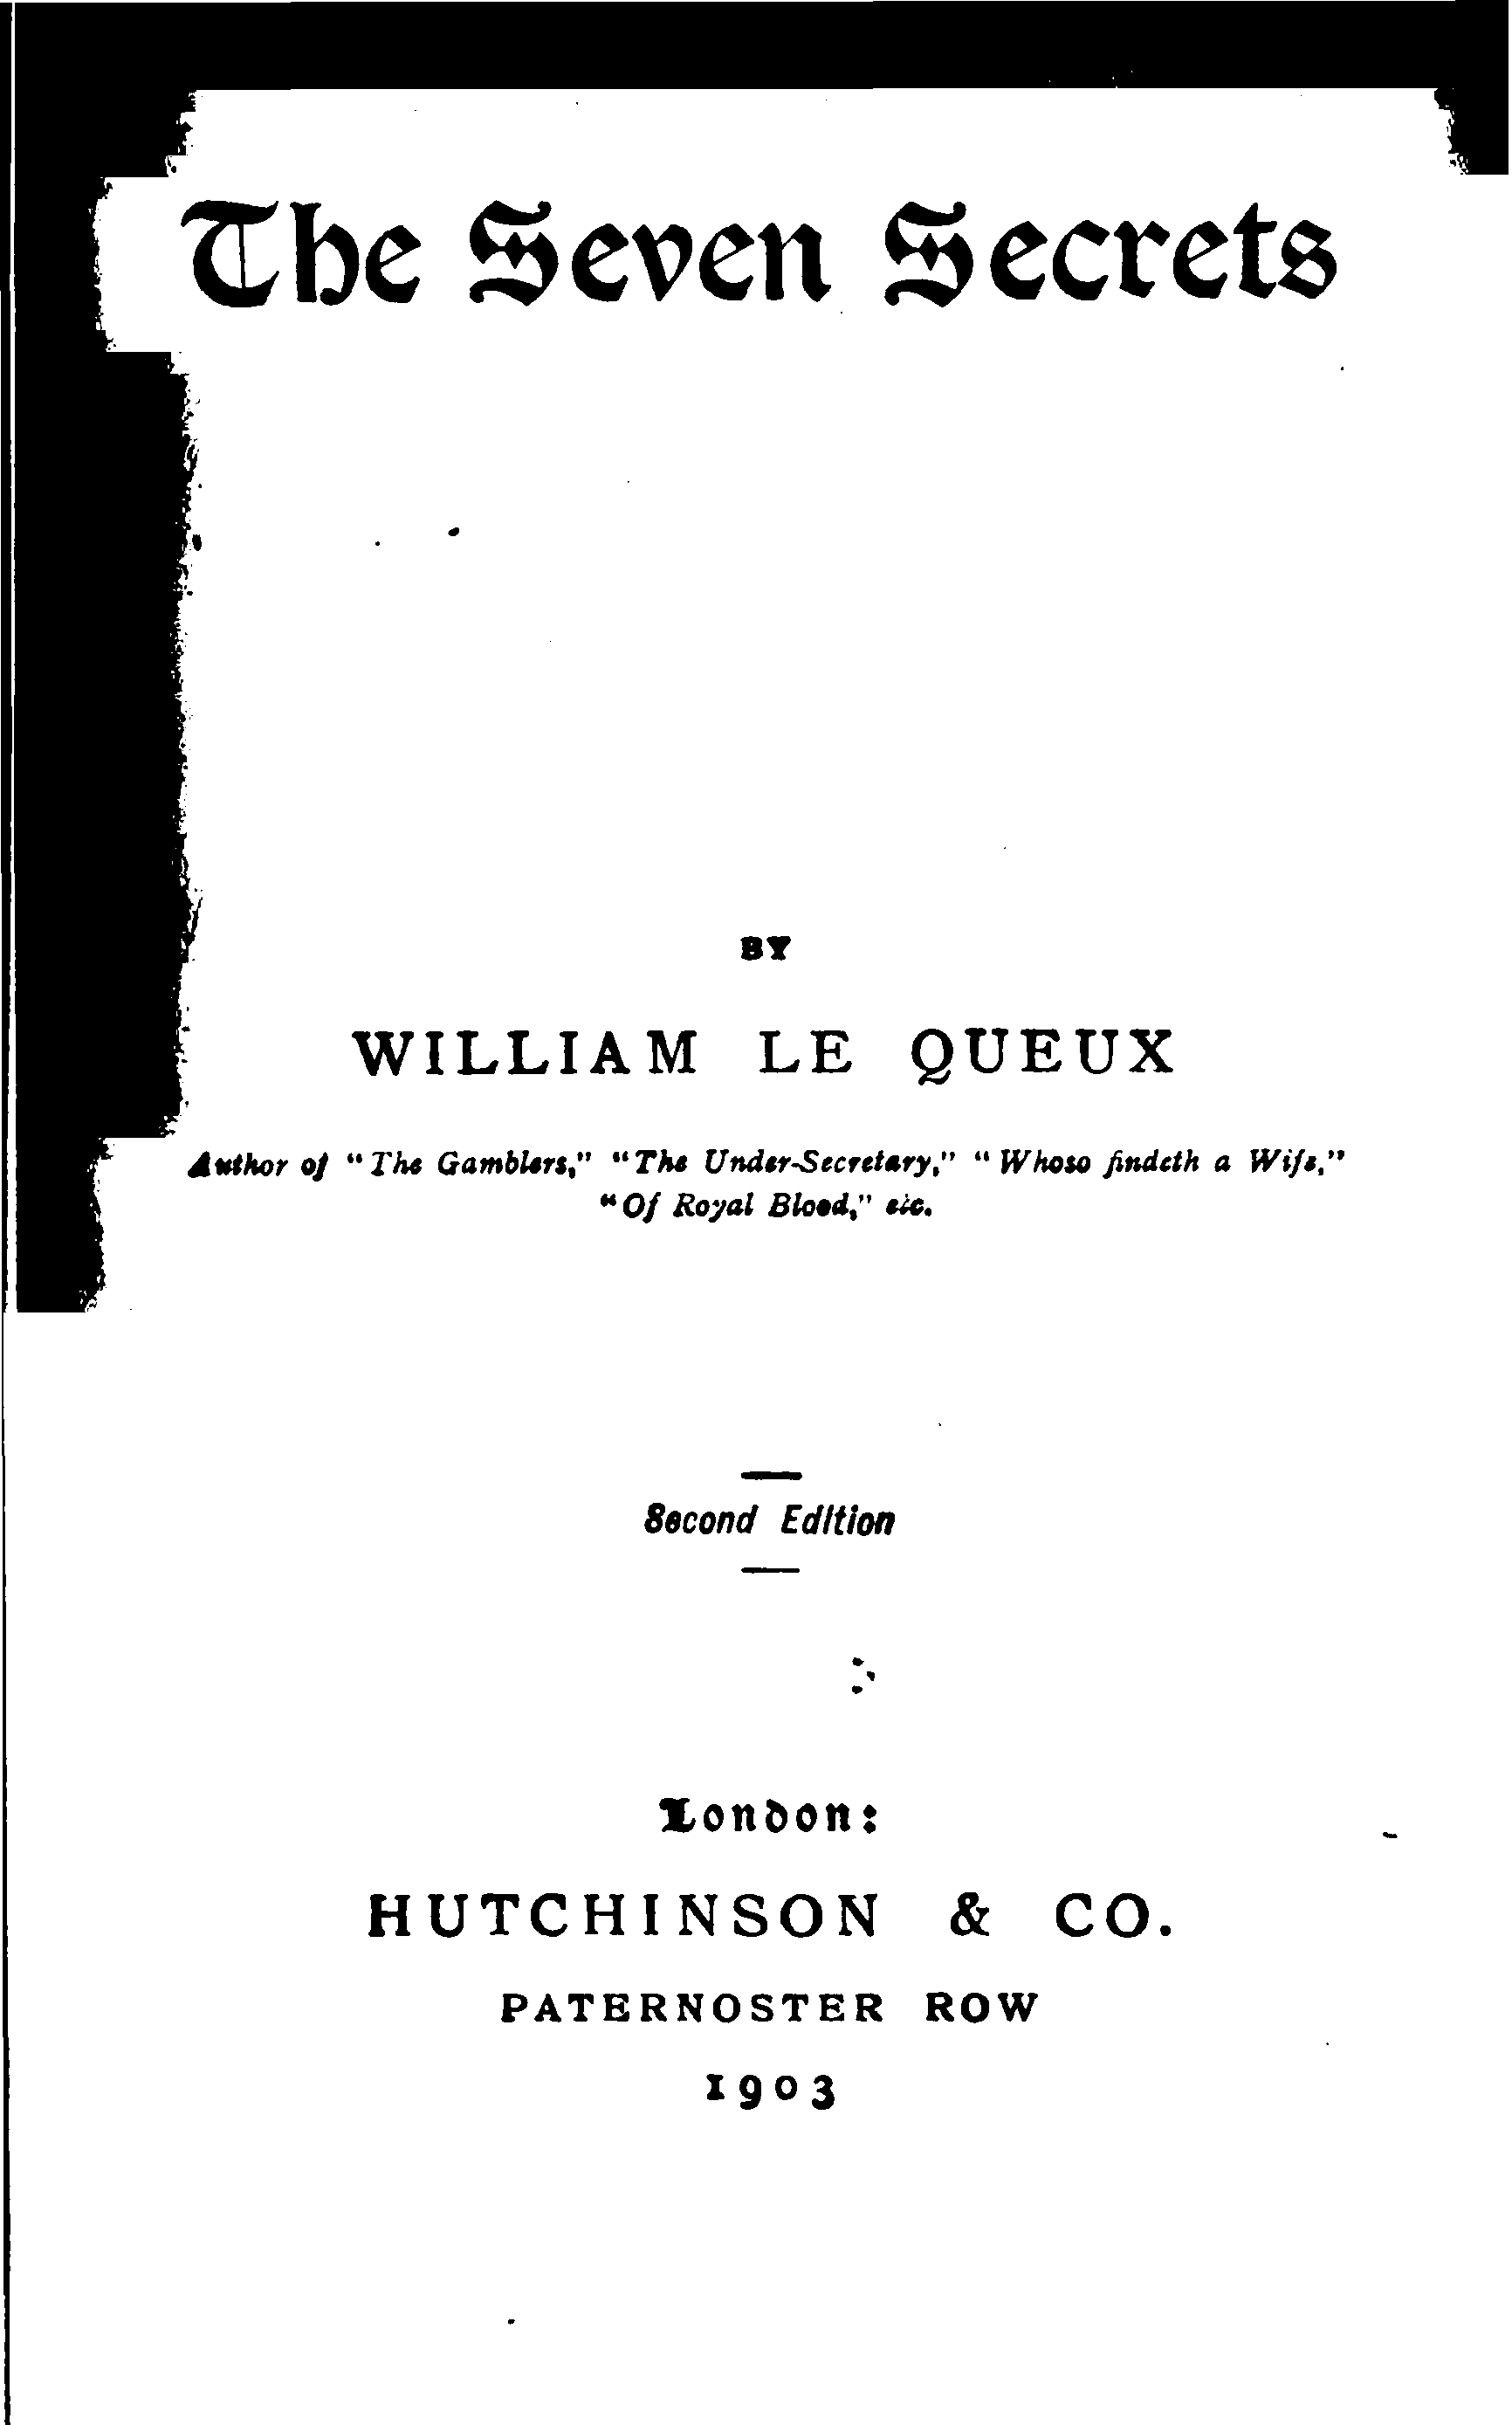 The Seven Secrets
BY
WILLIAM LE QUEUX
Author of "The Gamblers," "The Under-Secretary," "Whoso findeth a Wife,"
"Of Royal Blood," etc.
Second Edition
London:
HUTCHINSON & CO.
PATERNOSTER ROW
1903